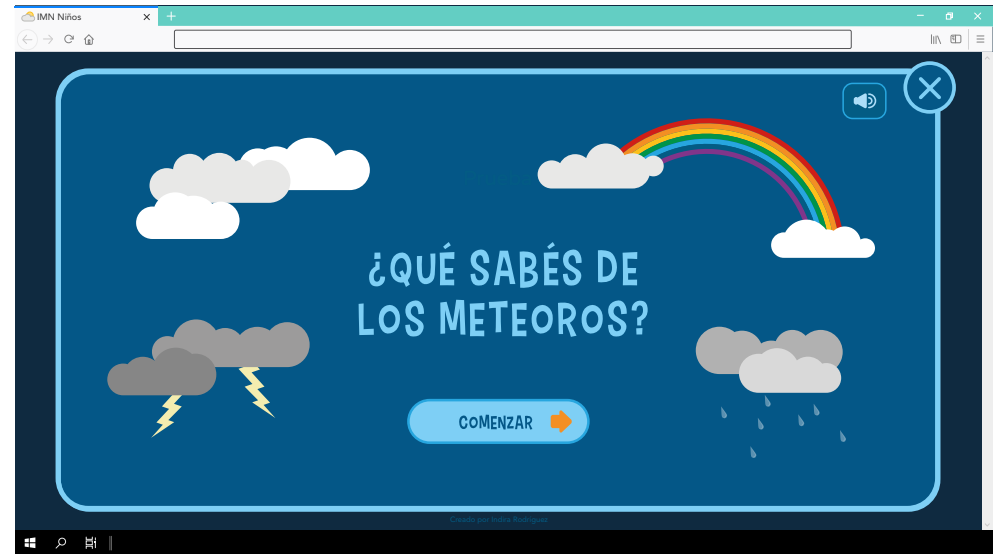 IMN Niños
¿QUÉ SABÉS DE
LOS METEOROS?
COMENZAR
Creado por Indira Rodríguez